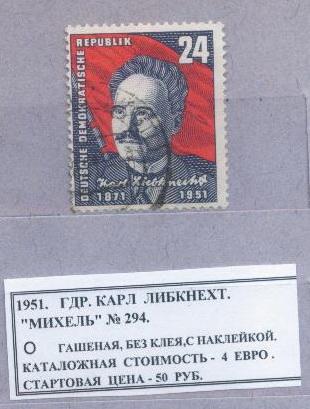 DEUTSCHE DEMOKRATISCHE
REPUBLIK
24
Karl Liebknecht
1871
1951
1951. ГДР. КАРЛ ЛИБКНЕХТ.
"МИХЕЛЬ" № 294.
О ГАШЕНАЯ, БЕЗ КЛЕЯ,С НАКЛЕЙКОЙ.
КАТАЛОЖНАЯ СТОИМОСТЬ - 4 ЕВРО.
СТАРТОВАЯ ЦЕНА - 50 РУБ.